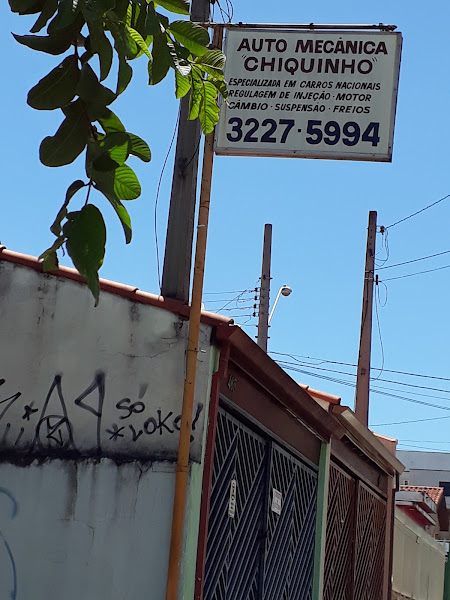 AUTO MECÂNICA
"CHIQUINHO"
ESPECIALIZADA EM CARROS NACIONAIS
REGULAGEM DE INJEÇÃO · MOTOR
CÂMBIO · SUSPENSÃO · FREIOS
3227-5994
SÓ
LOKO!